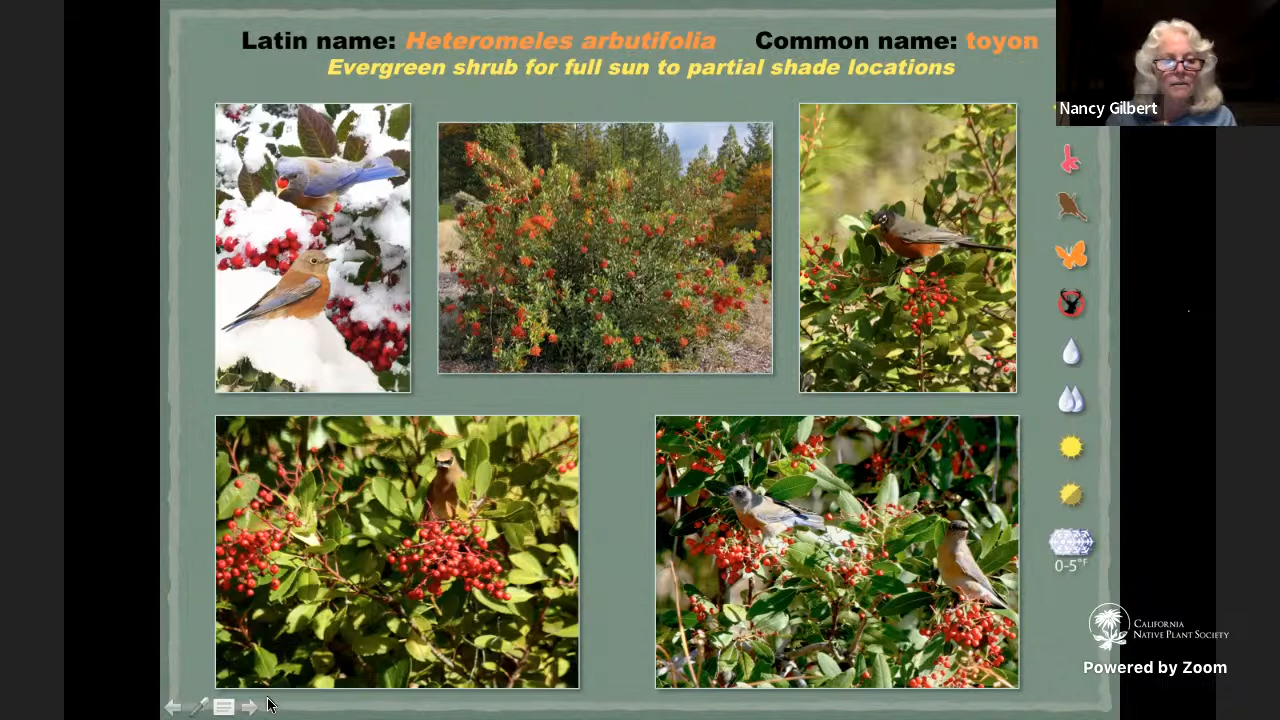 Latin name: Heteromeles arbutifolia Common name: toyon
Evergreen shrub for full sun to partial shade locations
Nancy Gilbert
0-5°F
CALIFORNIA
NATIVE PLANT SOCIETY
Powered by Zoom